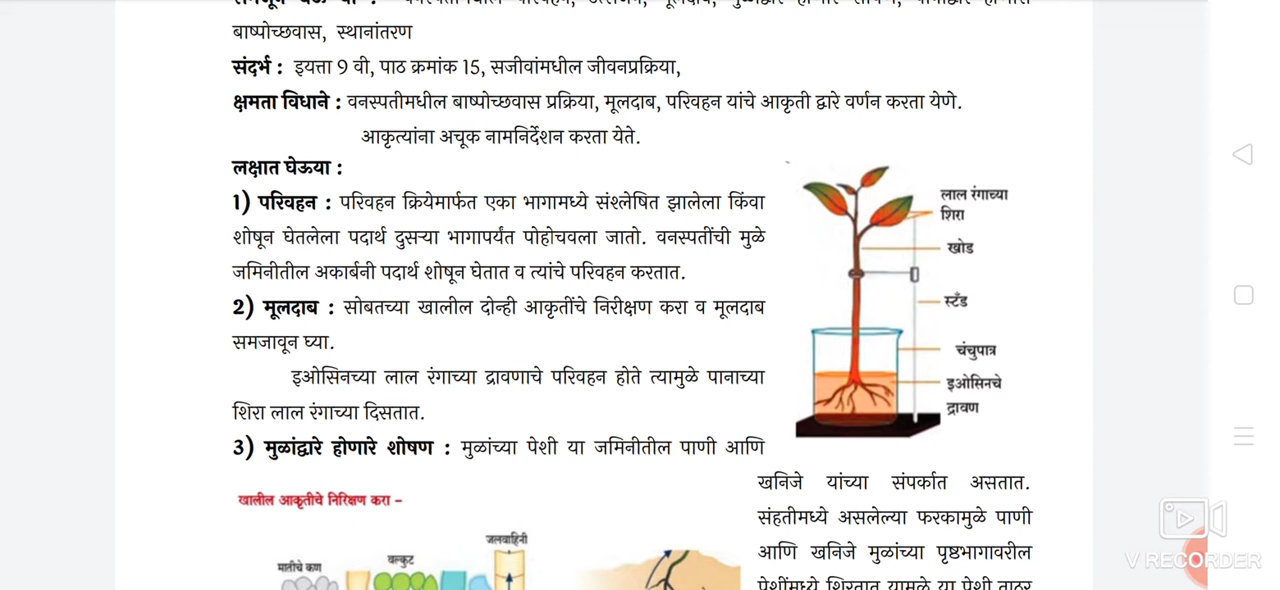 बाष्पोच्छवास, स्थानांतरण
संदर्भ : इयत्ता 9 वी, पाठ क्रमांक 15, सजीवांमधील जीवनप्रक्रिया,
क्षमता विधाने : वनस्पतीमधील बाष्पोच्छवास प्रक्रिया, मूलदाब, परिवहन यांचे आकृती द्वारे वर्णन करता येणे.
आकृत्यांना अचूक नामनिर्देशन करता येते.
लक्षात घेऊया :
1) परिवहन : परिवहन क्रियेमार्फत एका भागामध्ये संश्लेषित झालेला किंवा
शोषून घेतलेला पदार्थ दुसऱ्या भागापर्यंत पोहोचवला जातो. वनस्पतींची मुळे
जमिनीतील अकार्बनी पदार्थ शोषून घेतात व त्यांचे परिवहन करतात.
2) मूलदाब : सोबतच्या खालील दोन्ही आकृतींचे निरीक्षण करा व मूलदाब
समजावून घ्या.
इओसिनच्या लाल रंगाच्या द्रावणाचे परिवहन होते त्यामुळे पानाच्या
शिरा लाल रंगाच्या दिसतात.
3) मुळांद्वारे होणारे शोषण : मुळांच्या पेशी या जमिनीतील पाणी आणि
लाल रंगाच्या
शिरा
खोड
स्टँड
चंचुपात्र
इओसिनचे
द्रावण
खनिजे यांच्या संपर्कात असतात.
संहतीमध्ये असलेल्या फरकामुळे पाणी
आणि खनिजे मुळांच्या पृष्ठभागावरील
खालील आकृतीचे निरिक्षण करा –
जलवाहिनी
वल्कुट
मातीचे कण
V RECORDER